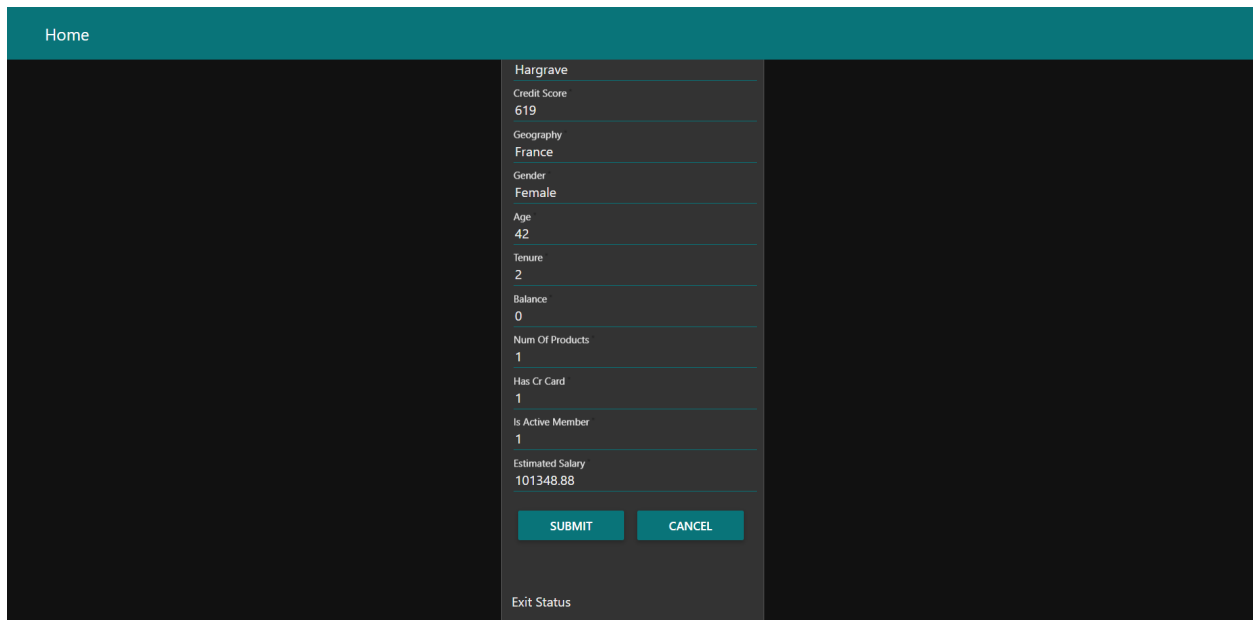 Home
Hargrave
Credit Score
619
Geography
France
Gender
Female
Age
42
Tenure
2
Balance
0
Num Of Products
1
Has Cr Card
1
Is Active Member
1
Estimated Salary
101348.88
SUBMIT CANCEL
Exit Status